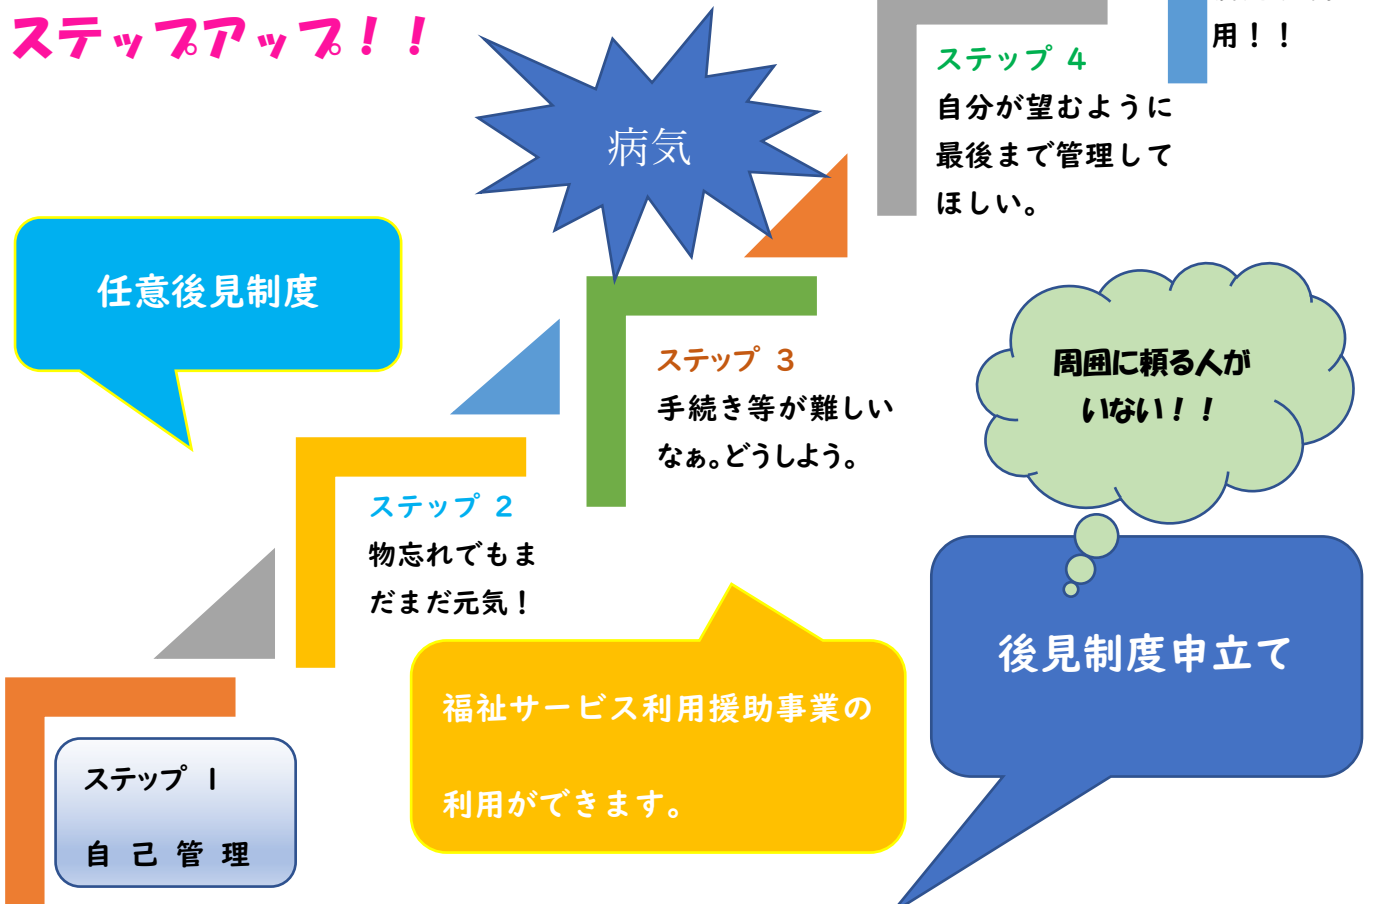 ステップアップ！！
用！！
ステップ 4
自分が望むように
最後まで管理して
ほしい。
病気
任意後見制度
ステップ 3
手続き等が難しい
なぁ。どうしよう。
周囲に頼る人が
いない！！
ステップ 2
物忘れでもま
だまだ元気！
後見制度申立て
福祉サービス利用援助事業の
利用ができます。
ステップ 1
自己管理